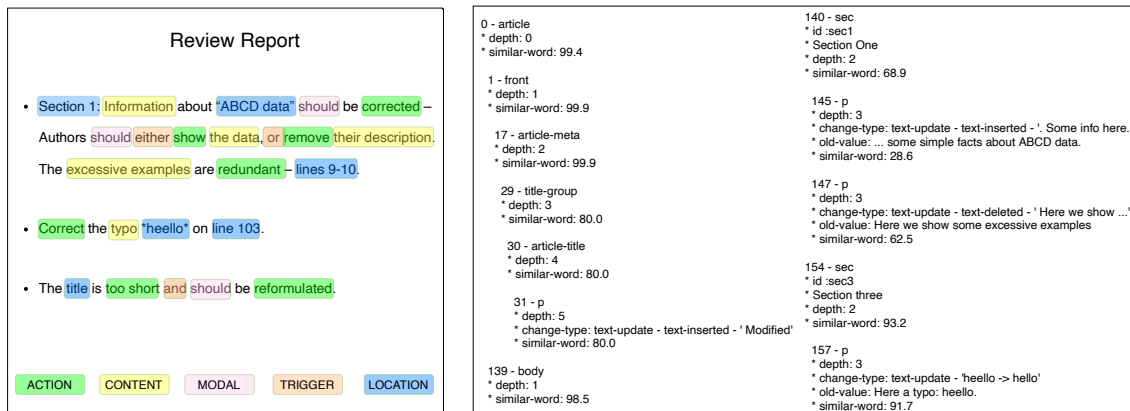 Review Report
• Section 1: Information about “ABCD data” should be corrected –
Authors should either show the data, or remove their description.
The excessive examples are redundant – lines 9-10.
• Correct the typo *heello* on line 103.
• The title is too short and should be reformulated.
ACTION CONTENT MODAL TRIGGER LOCATION
0 - article
* depth: 0
* similar-word: 99.4
1 - front
* depth: 1
* similar-word: 99.9
17 - article-meta
* depth: 2
* similar-word: 99.9
29 - title-group
* depth: 3
* similar-word: 80.0
30 - article-title
* depth: 4
* similar-word: 80.0
31 - p
* depth: 5
* change-type: text-update - text-inserted - ' Modified'
* similar-word: 80.0
139 - body
* depth: 1
* similar-word: 98.5
140 - sec
* id :sec1
* Section One
* depth: 2
* similar-word: 68.9
145 - p
* depth: 3
* change-type: text-update - text-inserted - '. Some info here.
* old-value: ... some simple facts about ABCD data.
* similar-word: 28.6
147 - p
* depth: 3
* change-type: text-update - text-deleted - ' Here we show ...'
* old-value: Here we show some excessive examples
* similar-word: 62.5
154 - sec
* id :sec3
* Section three
* depth: 2
* similar-word: 93.2
157 - p
* depth: 3
* change-type: text-update - 'heello -> hello'
* old-value: Here a typo: heello.
* similar-word: 91.7